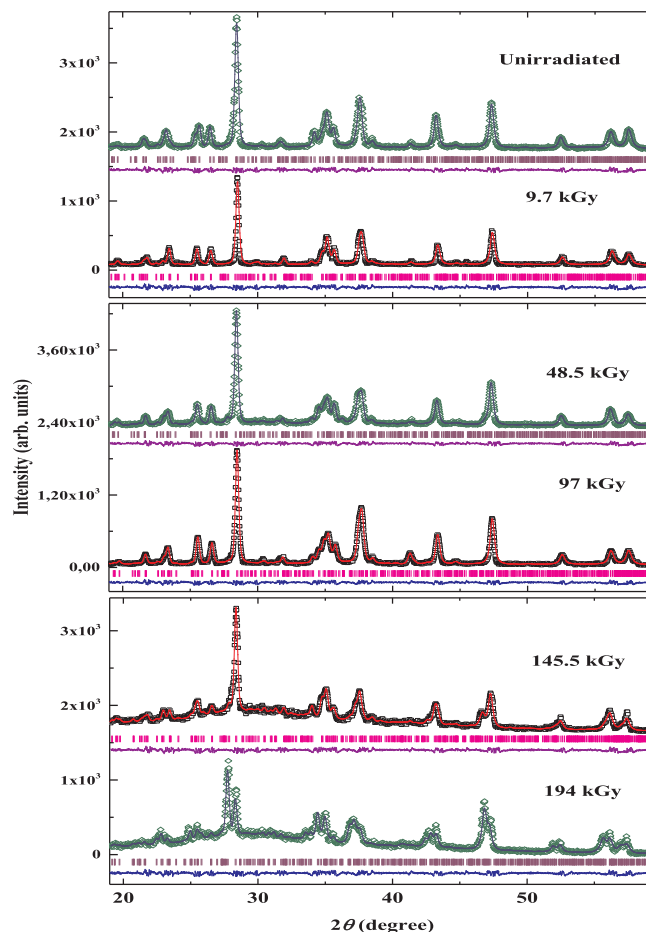 Unirradiated
3x10³
2x10³
9.7 kGy
1x10³
0
3,60x10³
48.5 kGy
2,40x10³
Intensity (arb. units)
97 kGy
1,20x10³
0,00
3x10³
145.5 kGy
2x10³
194 kGy
1x10³
0
20 30 40 50
2θ (degree)